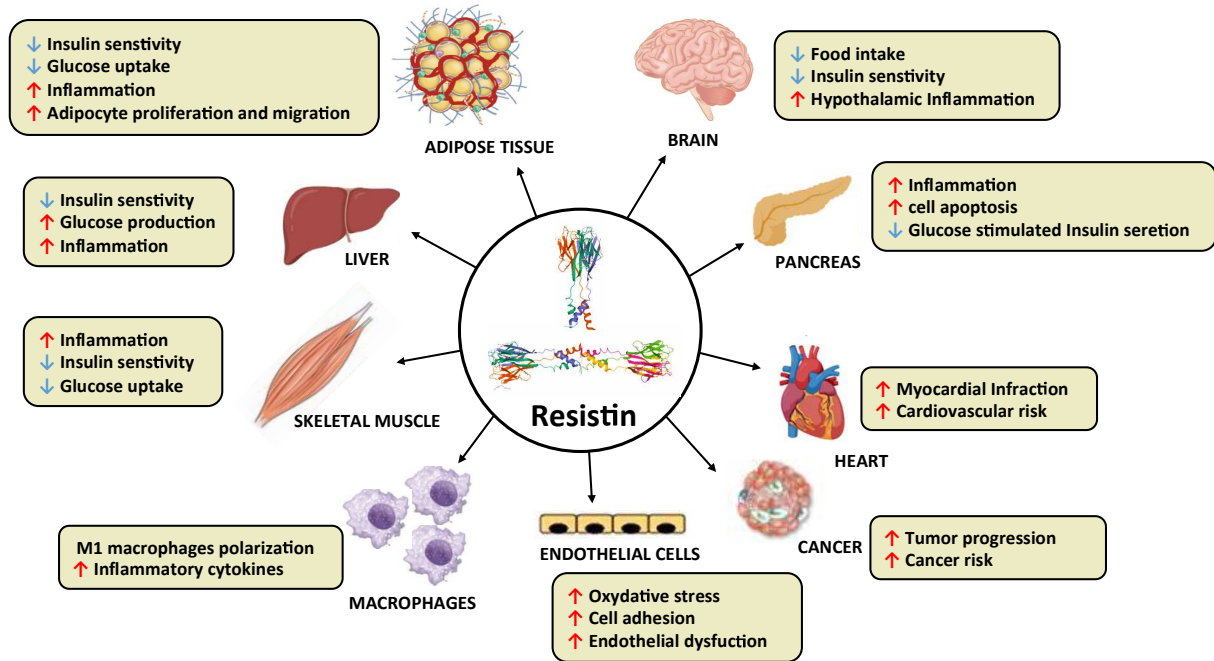 ↓ Insulin senstivity
↓ Glucose uptake
↑ Inflammation
↑ Adipocyte proliferation and migration
ADIPOSE TISSUE
BRAIN
↓ Food intake
↓ Insulin senstivity
↑ Hypothalamic Inflammation
↓ Insulin senstivity
↑ Glucose production
↑ Inflammation
LIVER
PANCREAS
↑ Inflammation
↑ cell apoptosis
↓ Glucose stimulated Insulin seretion
↑ Inflammation
↓ Insulin senstivity
↓ Glucose uptake
SKELETAL MUSCLE
Resistin
HEART
↑ Myocardial Infraction
↑ Cardiovascular risk
M1 macrophages polarization
↑ Inflammatory cytokines
MACROPHAGES
ENDOTHELIAL CELLS
↑ Oxydative stress
↑ Cell adhesion
↑ Endothelial dysfuction
CANCER
↑ Tumor progression
↑ Cancer risk